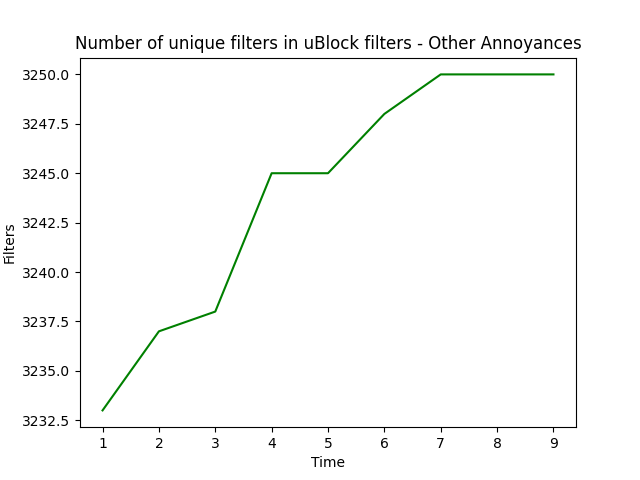 Number of unique filters in uBlock filters - Other Annoyances
3250.0
3247.5
3245.0
3242.5
3240.0
3237.5
3235.0
3232.5
Filters
1 2 3 4 5 6 7 8 9
Time